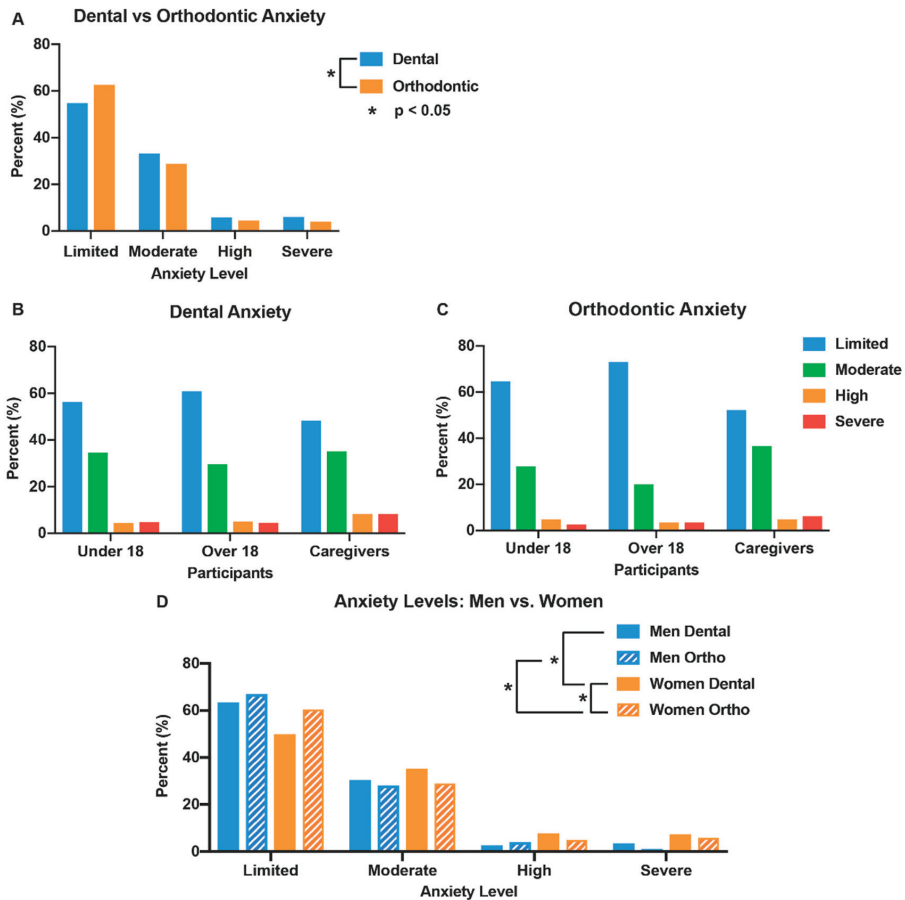 A
Dental vs Orthodontic Anxiety
80
60
40
20
0
Percent (%)
Limited Moderate High Severe
Anxiety Level
Dental
Orthodontic
*
* p < 0.05
B
Dental Anxiety
80
60
40
20
0
Percent (%)
Under 18 Over 18 Caregivers
Participants
C
Orthodontic Anxiety
80
60
40
20
0
Percent (%)
Under 18 Over 18 Caregivers
Participants
Limited
Moderate
High
Severe
D
Anxiety Levels: Men vs. Women
80
60
40
20
0
Percent (%)
Limited Moderate High Severe
Anxiety Level
Men Dental
Men Ortho
Women Dental
Women Ortho
*
*
*